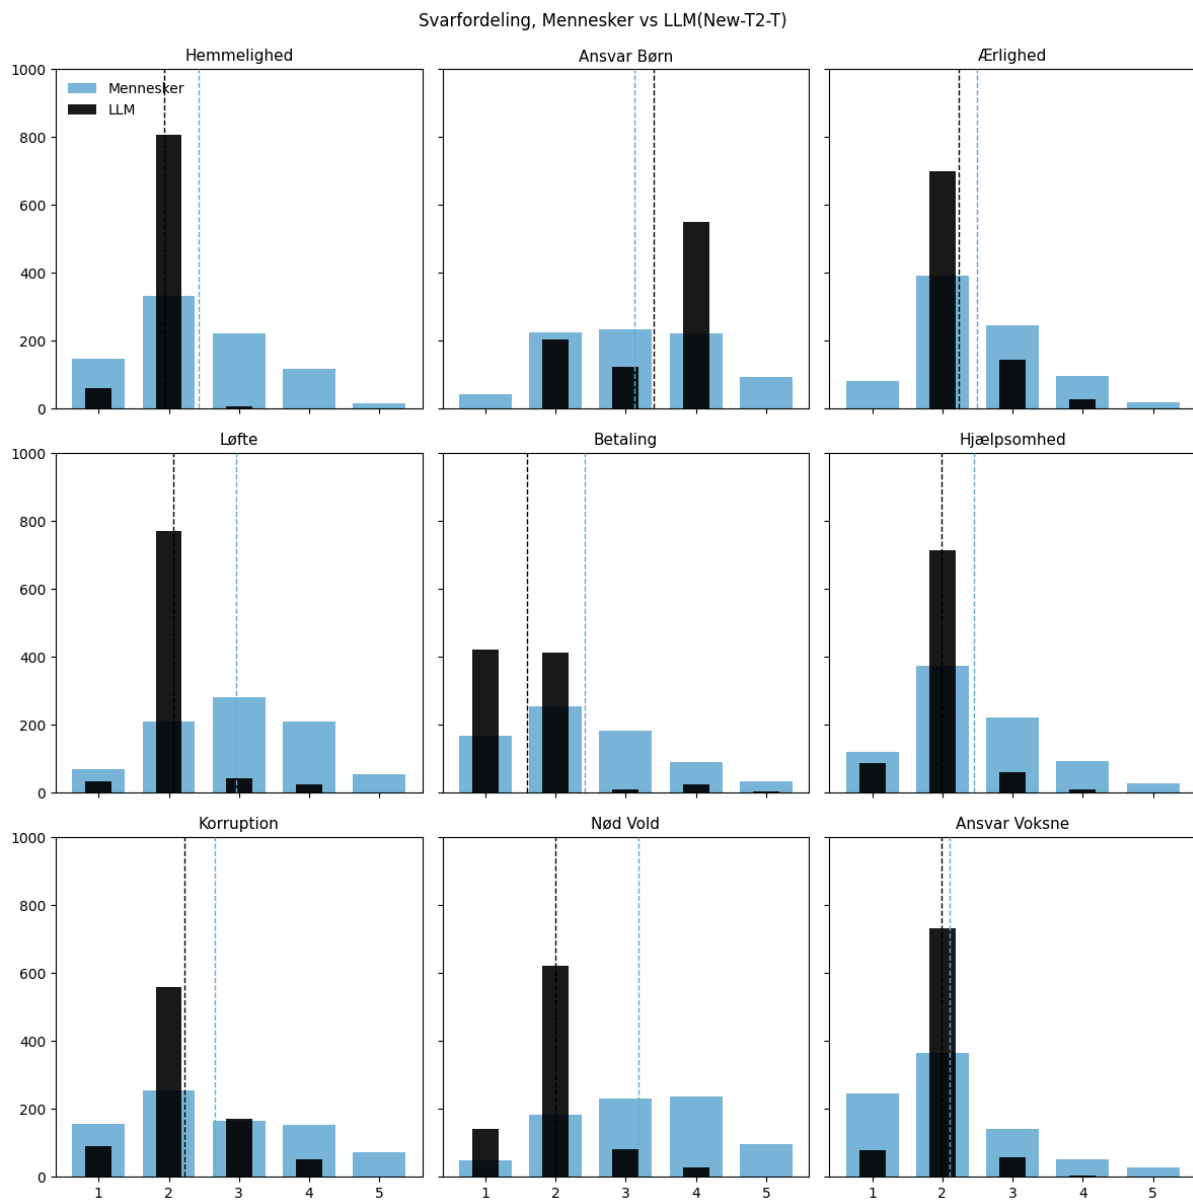 Svarfordeling, Mennesker vs LLM(New-T2-T)
Hemmelighed
Ansvar Børn
Ærlighed
1000
800
600
400
200
0
Mennesker
LLM
Løfte
Betaling
Hjælpsomhed
1000
800
600
400
200
0
Korruption
Nød Vold
Ansvar Voksne
1000
800
600
400
200
0
1 2 3 4 5
1 2 3 4 5
1 2 3 4 5